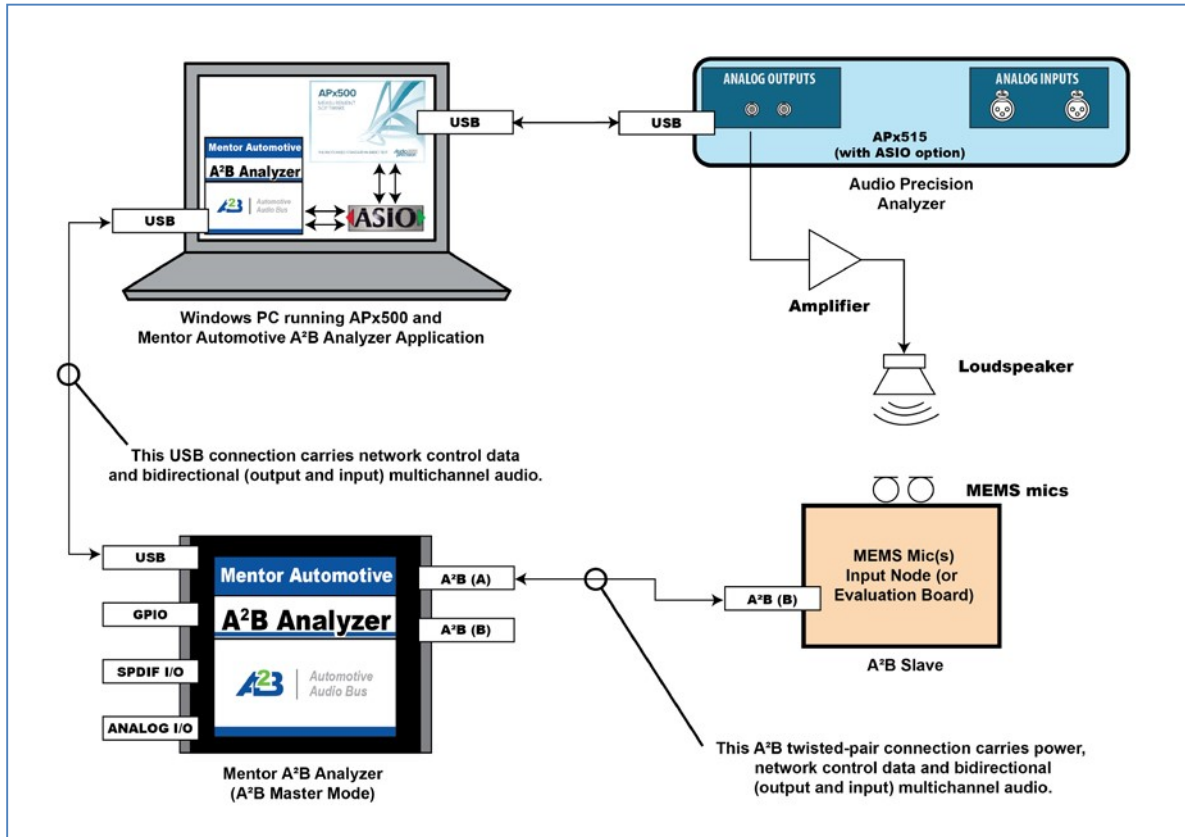 APx500
MEASUREMENT
SOFTWARE
Mentor Automotive
A²B Analyzer
A2B
Automotive
Audio Bus
USB
ASIO
USB
Windows PC running APx500 and
Mentor Automotive A²B Analyzer Application
USB
ANALOG OUTPUTS
ANALOG INPUTS
APx515
(with ASIO option)
Audio Precision
Analyzer
Amplifier
Loudspeaker
This USB connection carries network control data
and bidirectional (output and input) multichannel audio.
MEMS mics
MEMS Mic(s)
Input Node (or
Evaluation Board)
A²B (B)
A²B Slave
USB
GPIO
SPDIF I/O
ANALOG I/O
Mentor Automotive
A²B Analyzer
A2B
Automotive
Audio Bus
A²B (A)
A²B (B)
Mentor A²B Analyzer
(A²B Master Mode)
This A²B twisted-pair connection carries power,
network control data and bidirectional
(output and input) multichannel audio.